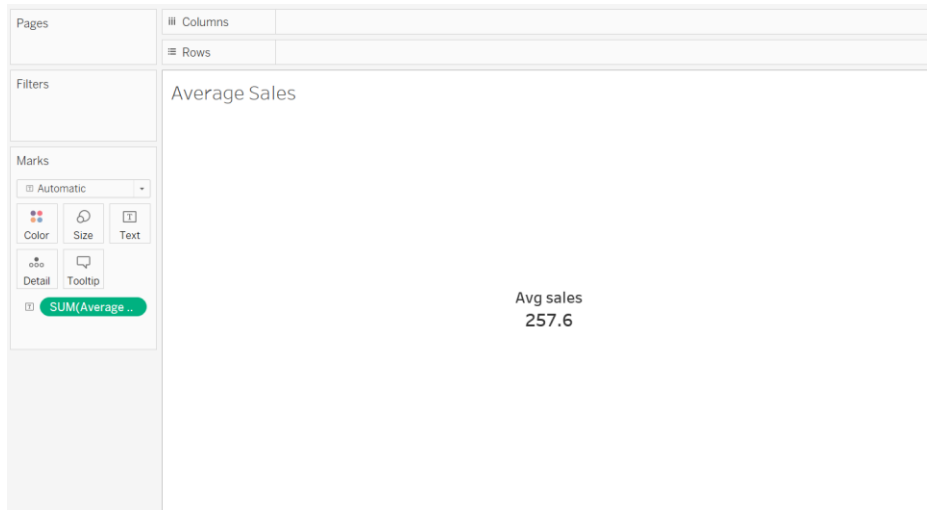 Pages
Columns
Rows
Filters
Average Sales
Marks
Automatic
Color Size Text
Detail Tooltip
SUM(Average ..
Avg sales
257.6